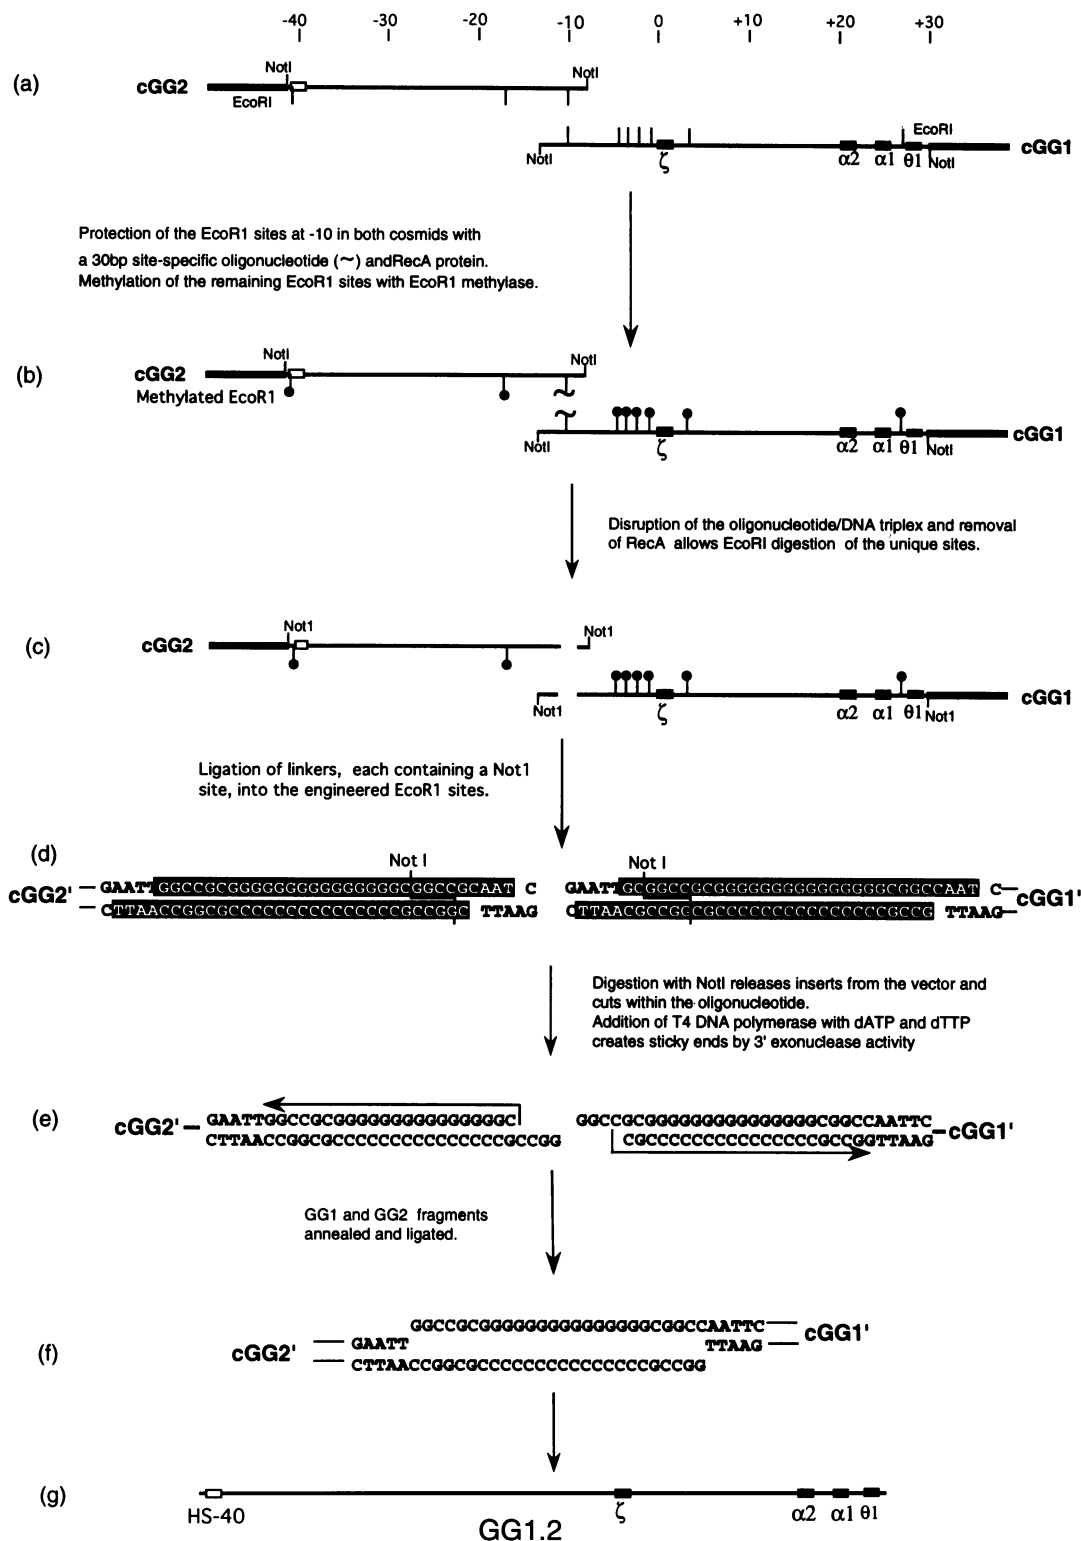 -40 -30 -20 -10 0 +10 +20 +30
(a)
cGG2 NotI NotI
EcoRI
EcoRI
NotI ζ α2 α1 θ1 NotI cGG1
Protection of the EcoR1 sites at -10 in both cosmids with
a 30bp site-specific oligonucleotide (~) andRecA protein.
Methylation of the remaining EcoR1 sites with EcoR1 methylase.
(b)
cGG2 NotI NotI
Methylated EcoR1
~
~
NotI ζ α2 α1 θ1 NotI cGG1
Disruption of the oligonucleotide/DNA triplex and removal
of RecA allows EcoRI digestion of the unique sites.
(c)
cGG2 Not1 Not1
Not1 ζ α2 α1 θ1 Not1 cGG1
Ligation of linkers, each containing a Not1
site, into the engineered EcoR1 sites.
(d)
Not I Not I
cGG2' GAATTGGCCGCGGGGGGGGGGGGGGGCGGCCGCAAT C GAATTGCGGCCGCGGGGGGGGGGGGGGGCGGCCAAT C cGG1'
CTTAACCGGCGCCCCCCCCCCCCCCCGCCGGC TTAAG CTTAACGCCGGCGCCCCCCCCCCCCCCCGCCG TTAAG
Digestion with NotI releases inserts from the vector and
cuts within the oligonucleotide.
Addition of T4 DNA polymerase with dATP and dTTP
creates sticky ends by 3' exonuclease activity
(e)
cGG2' GAATTGGCCGCGGGGGGGGGGGGGGGC GGCCGCGGGGGGGGGGGGGGGCGGCCAATTC cGG1'
CTTAACCGGCGCCCCCCCCCCCCCCCGCCGG CGCCCCCCCCCCCCCCCGCCGGTTAAG
GG1 and GG2 fragments
annealed and ligated.
(f)
GGCCGCGGGGGGGGGGGGGGGCGGCCAATTC cGG1'
cGG2' GAATT TTAAG
CTTAACCGGCGCCCCCCCCCCCCCCCGCCGG
(g)
HS-40 ζ α2 α1 θ1
GG1.2